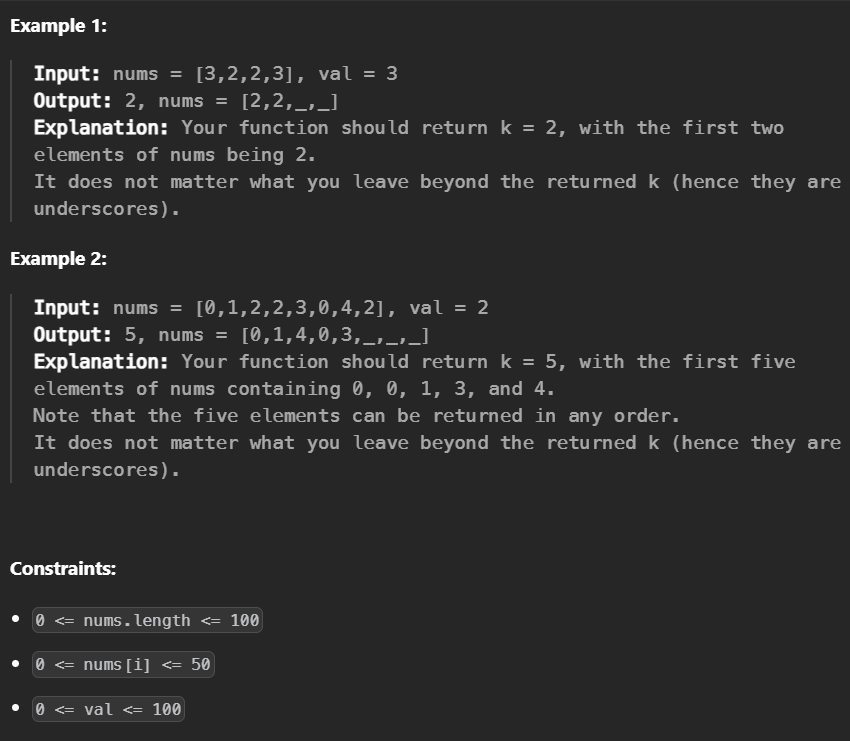 Example 1:
Input: nums = [3,2,2,3], val = 3
Output: 2, nums = [2,2,_,_]
Explanation: Your function should return k = 2, with the first two
elements of nums being 2.
It does not matter what you leave beyond the returned k (hence they are
underscores).
Example 2:
Input: nums = [0,1,2,2,3,0,4,2], val = 2
Output: 5, nums = [0,1,4,0,3,_,_,_]
Explanation: Your function should return k = 5, with the first five
elements of nums containing 0, 0, 1, 3, and 4.
Note that the five elements can be returned in any order.
It does not matter what you leave beyond the returned k (hence they are
underscores).
Constraints:
• 0 <= nums.length <= 100
• 0 <= nums[i] <= 50
• 0 <= val <= 100